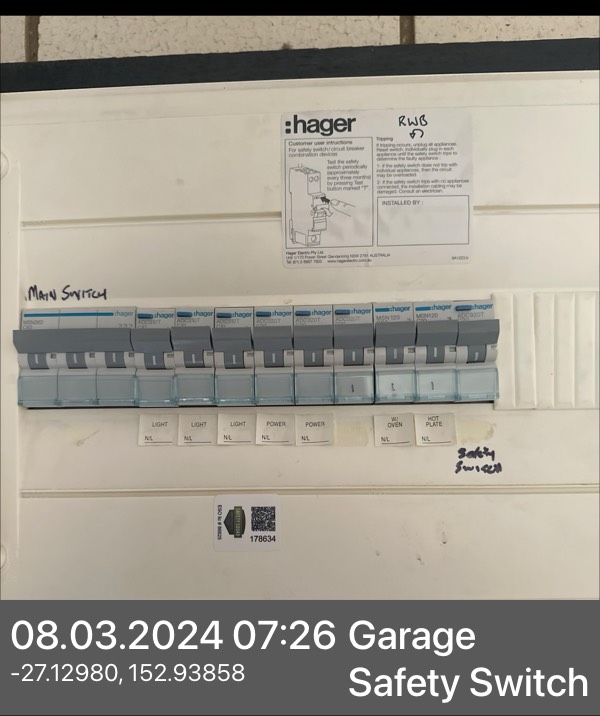 :hager
RWB
Customer user intructions
For safety switch/ circuit breaker
combination devices
Test the safety
switch periodically
(approximately
every three months)
by pressing Test
button marked "T".
Tripping
If tripping occurs, unplug all appliances.
Reset switch. Individually plug in each
appliance until the safety switch trips to
determine the faulty appliance :
1- If the safety switch does not trip with
individual appliances, then the circuit
may be overloaded.
2- If the safety switch trips with no appliances
connected, the installation cabling may be
damaged. Consult an electrician.
INSTALLED BY :
Hager Electro Pty Ltd
MAIN SWITCH
:hager :hager :hager :hager :hager :hager :hager :hager :hager :hager
LIGHT LIGHT LIGHT POWER POWER W/OVEN HOT PLATE
N/L N/L N/L N/L N/L N/L N/L
Safety
Switch
178634
08.03.2024 07:26 Garage
-27.12980, 152.93858
Safety Switch